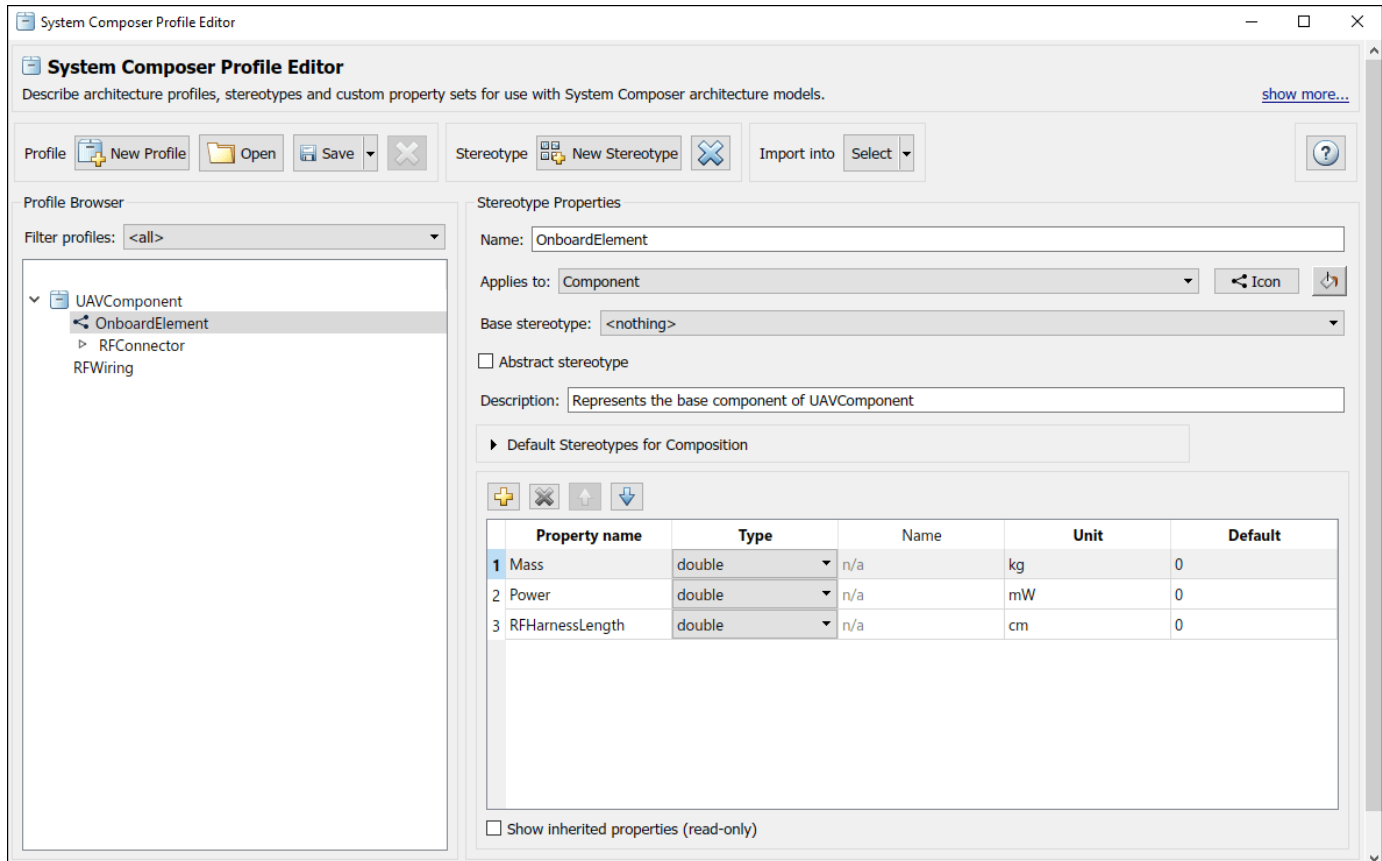 System Composer Profile Editor
System Composer Profile Editor
Describe architecture profiles, stereotypes and custom property sets for use with System Composer architecture models.
show more...
Profile New Profile Open Save Stereotype New Stereotype Import into Select ?
Profile Browser
Filter profiles: <all>
UAVComponent
OnboardElement
RFConnector
RFWiring
Stereotype Properties
Name: OnboardElement
Applies to: Component Icon
Base stereotype: <nothing>
Abstract stereotype
Description: Represents the base component of UAVComponent
Default Stereotypes for Composition
Property name Type Name Unit Default
1 Mass double n/a kg 0
2 Power double n/a mW 0
3 RFHarnessLength double n/a cm 0
Show inherited properties (read-only)